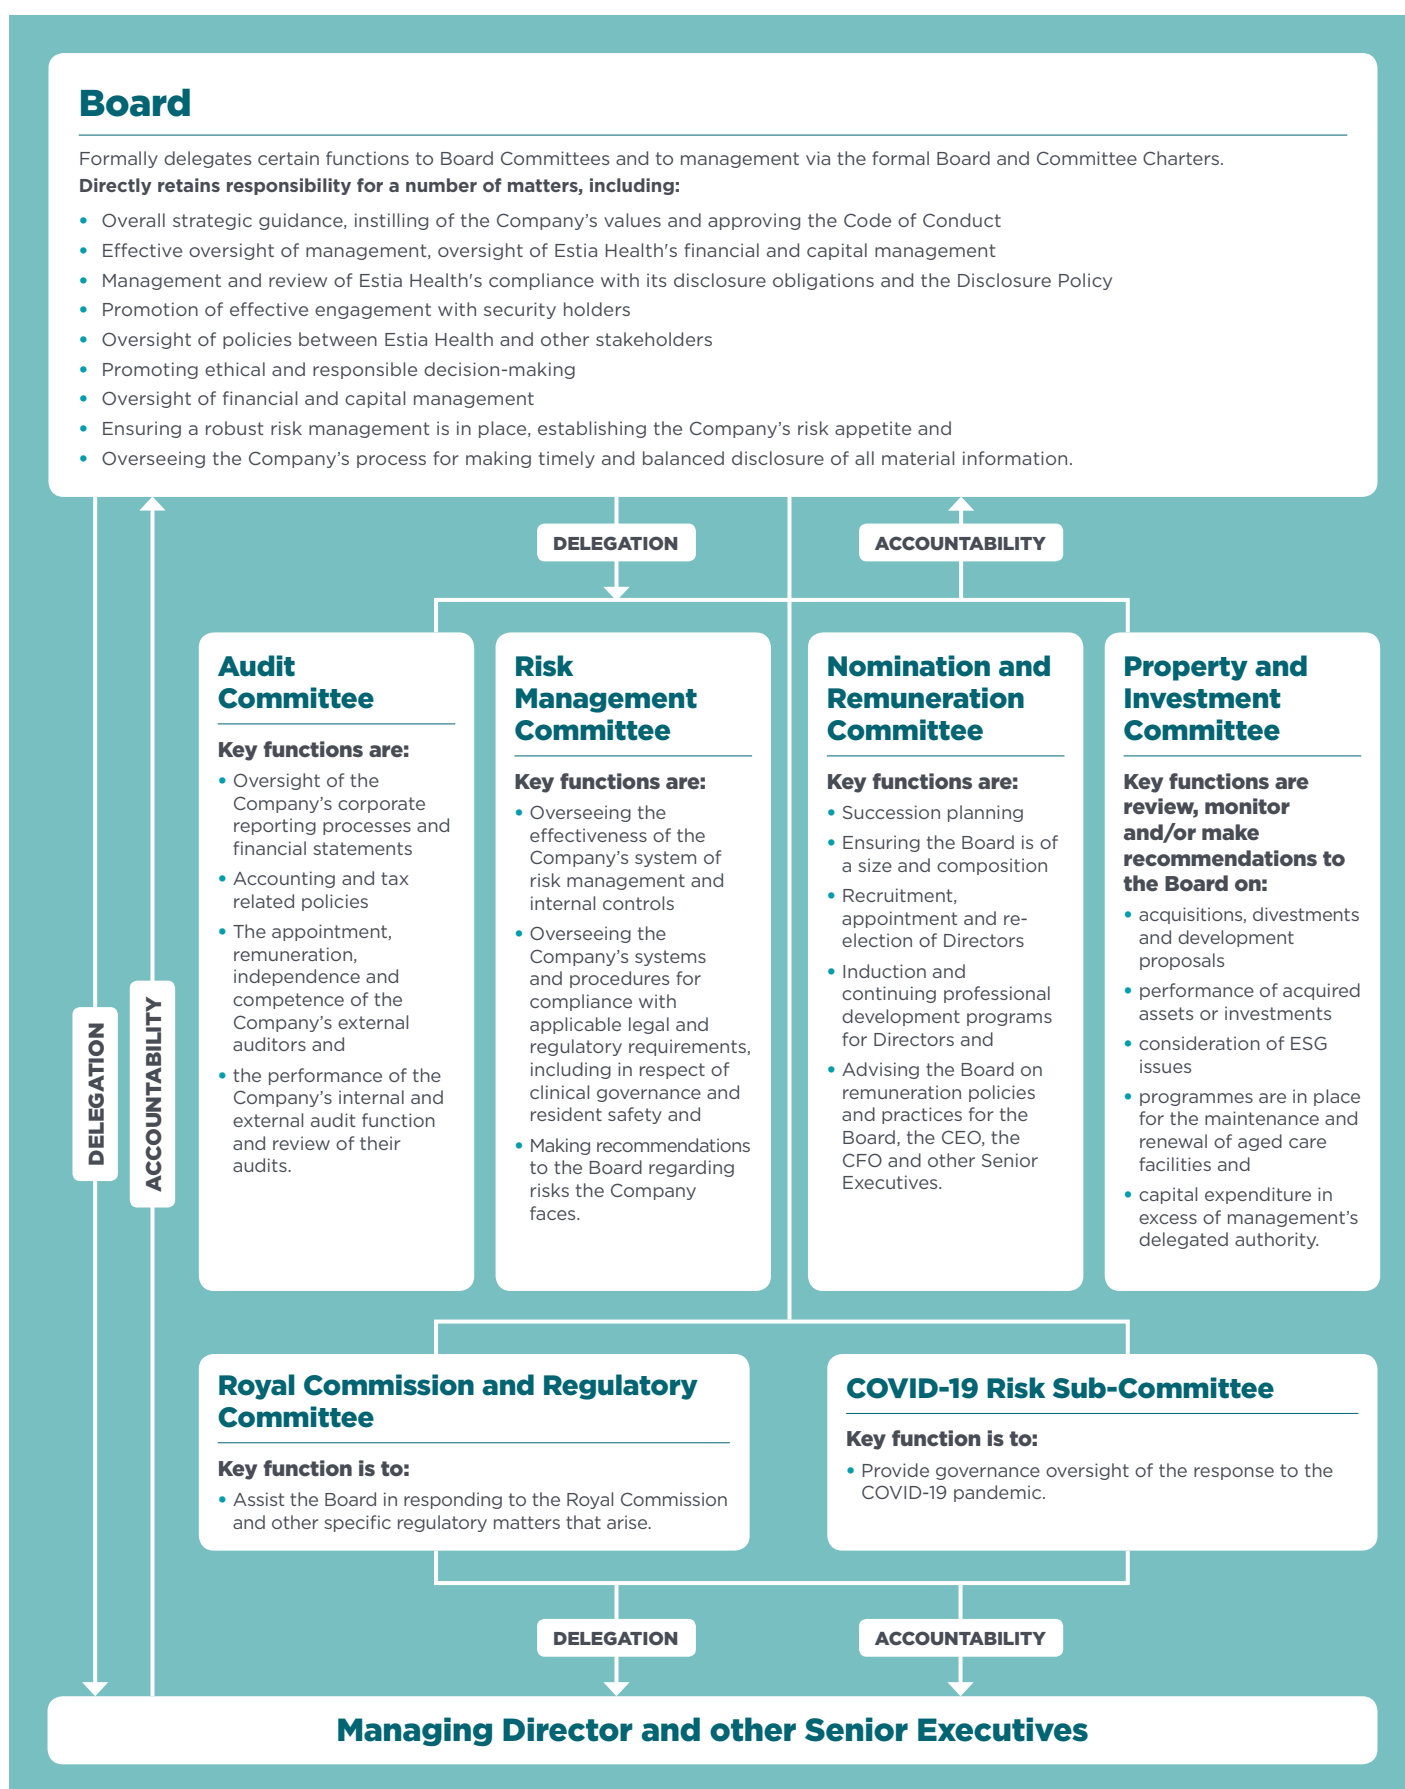 Board
Formally delegates certain functions to Board Committees and to management via the formal Board and Committee Charters.
Directly retains responsibility for a number of matters, including:
• Overall strategic guidance, instilling of the Company’s values and approving the Code of Conduct
• Effective oversight of management, oversight of Estia Health's financial and capital management
• Management and review of Estia Health's compliance with its disclosure obligations and the Disclosure Policy
• Promotion of effective engagement with security holders
• Oversight of policies between Estia Health and other stakeholders
• Promoting ethical and responsible decision-making
• Oversight of financial and capital management
• Ensuring a robust risk management is in place, establishing the Company’s risk appetite and
• Overseeing the Company’s process for making timely and balanced disclosure of all material information.
DELEGATION
ACCOUNTABILITY
DELEGATION
ACCOUNTABILITY
Audit
Committee
Key functions are:
• Oversight of the
Company’s corporate
reporting processes and
financial statements
• Accounting and tax
related policies
• The appointment,
remuneration,
independence and
competence of the
Company’s external
auditors and
• the performance of the
Company’s internal and
external audit function
and review of their
audits.
Risk
Management
Committee
Key functions are:
• Overseeing the
effectiveness of the
Company’s system of
risk management and
internal controls
• Overseeing the
Company’s systems
and procedures for
compliance with
applicable legal and
regulatory requirements,
including in respect of
clinical governance and
resident safety and
• Making recommendations
to the Board regarding
risks the Company
faces.
Nomination and
Remuneration
Committee
Key functions are:
• Succession planning
• Ensuring the Board is of
a size and composition
• Recruitment,
appointment and re-
election of Directors
• Induction and
continuing professional
development programs
for Directors and
• Advising the Board on
remuneration policies
and practices for the
Board, the CEO, the
CFO and other Senior
Executives.
Property and
Investment
Committee
Key functions are
review, monitor
and/or make
recommendations to
the Board on:
• acquisitions, divestments
and development
proposals
• performance of acquired
assets or investments
• consideration of ESG
issues
• programmes are in place
for the maintenance and
renewal of aged care
facilities and
• capital expenditure in
excess of management’s
delegated authority.
Royal Commission and Regulatory
Committee
Key function is to:
• Assist the Board in responding to the Royal Commission
and other specific regulatory matters that arise.
COVID-19 Risk Sub-Committee
Key function is to:
• Provide governance oversight of the response to the
COVID-19 pandemic.
DELEGATION
ACCOUNTABILITY
Managing Director and other Senior Executives